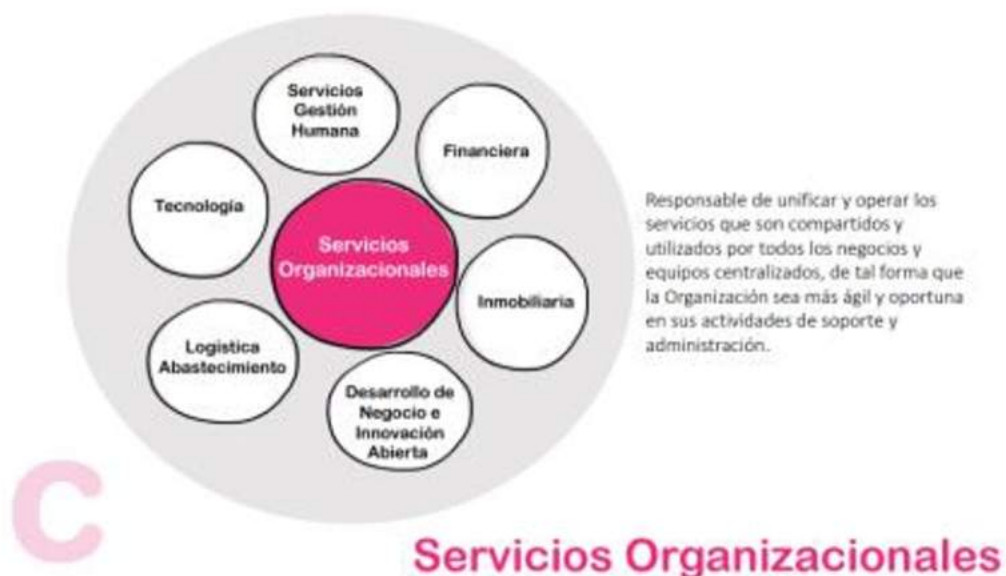 Servicios
Gestión
Humana
Financiera
Tecnología
Servicios
Organizacionales
Inmobiliaria
Logística
Abastecimiento
Desarrollo de
Negocio e
Innovación
Abierta
Responsable de unificar y operar los
servicios que son compartidos y
utilizados por todos los negocios y
equipos centralizados, de tal forma que
la Organización sea más ágil y oportuna
en sus actividades de soporte y
administración.
C
Servicios Organizacionales